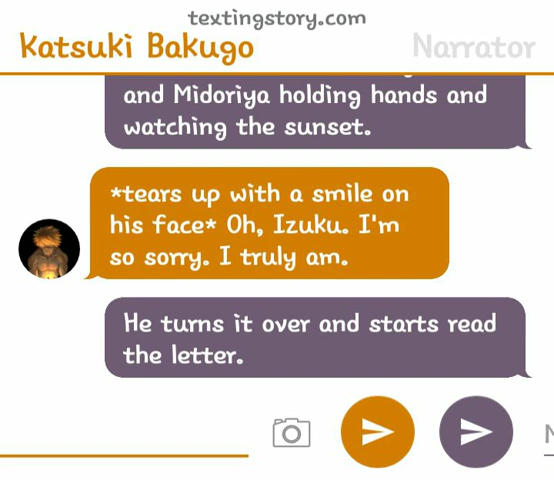 textingstory.com
Katsuki Bakugo
Narrator
and Midoriya holding hands and
watching the sunset.
*tears up with a smile on
his face* Oh, Izuku. I'm
so sorry. I truly am.
He turns it over and starts read
the letter.